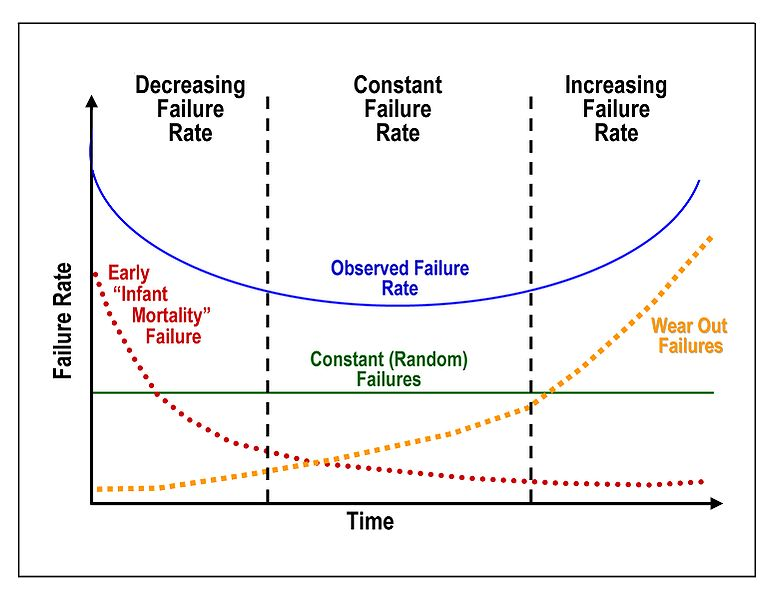 Decreasing
Failure
Rate
Constant
Failure
Rate
Increasing
Failure
Rate
Observed Failure
Rate
Early
“Infant
Mortality”
Failure
Wear Out
Failures
Constant (Random)
Failures
Failure Rate
Time